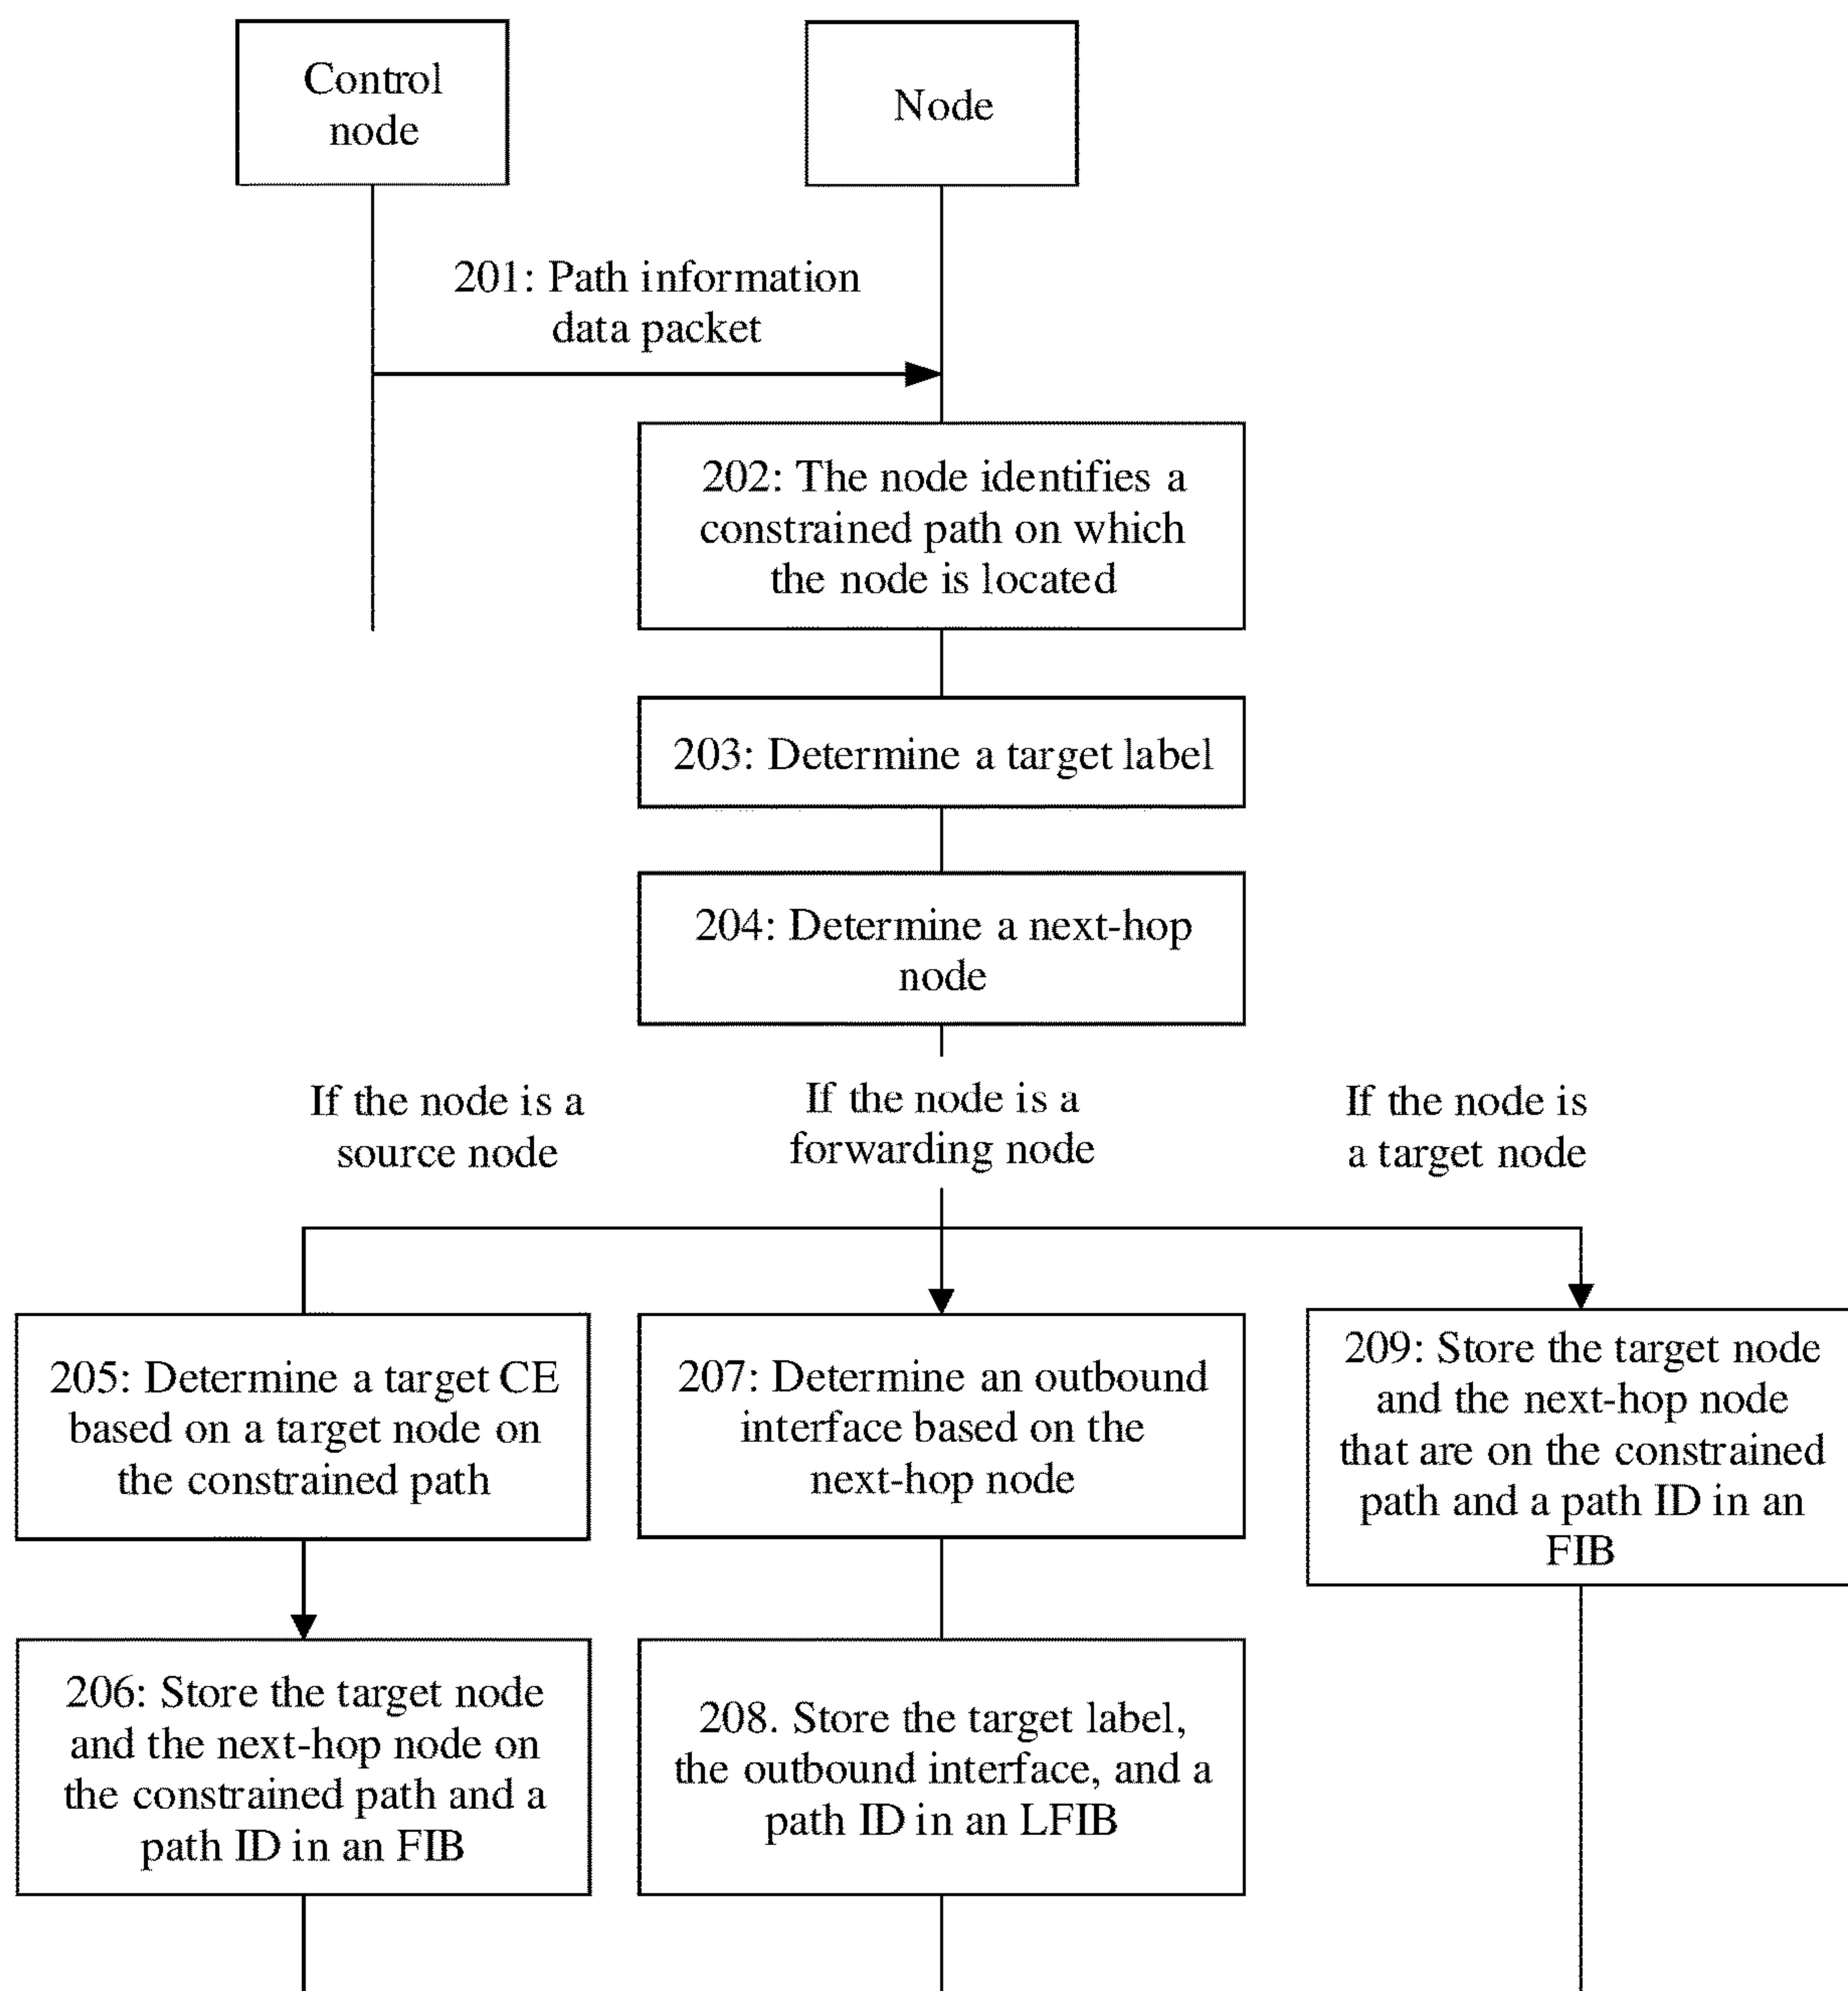 Control
node
Node
201: Path information
data packet
202: The node identifies a
constrained path on which
the node is located
203: Determine a target label
204: Determine a next-hop
node
If the node is a
source node
If the node is a
forwarding node
If the node is
a target node
205: Determine a target CE
based on a target node on
the constrained path
207: Determine an outbound
interface based on the
next-hop node
209: Store the target node
and the next-hop node
that are on the constrained
path and a path ID in an
FIB
206: Store the target node
and the next-hop node on
the constrained path and a
path ID in an FIB
208. Store the target label,
the outbound interface, and a
path ID in an LFIB